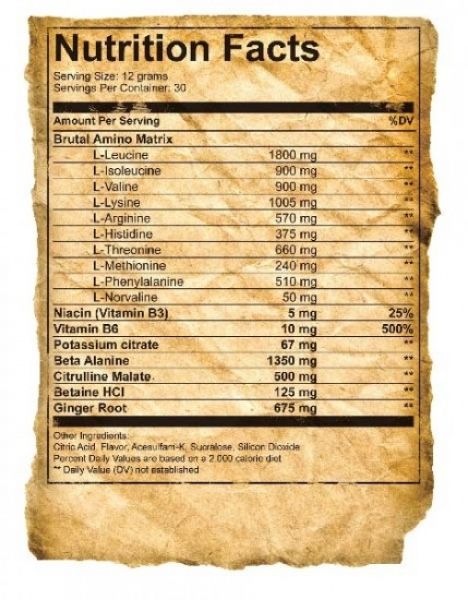 Nutrition Facts
Serving Size: 12 grams
Servings Per Container: 30
Amount Per Serving %DV
Brutal Amino Matrix
L-Leucine 1800 mg **
L-Isoleucine 900 mg **
L-Valine 900 mg **
L-Lysine 1005 mg **
L-Arginine 570 mg **
L-Histidine 375 mg **
L-Threonine 660 mg **
L-Methionine 240 mg **
L-Phenylalanine 510 mg **
L-Norvaline 50 mg **
Niacin (Vitamin B3) 5 mg 25%
Vitamin B6 10 mg 500%
Potassium citrate 67 mg **
Beta Alanine 1350 mg **
Citrulline Malate 500 mg **
Betaine HCl 125 mg **
Ginger Root 675 mg **
Other Ingredients:
Citric Acid, Flavor, Acesulfam-K, Sucralose, Silicon Dioxide
Percent Daily Values are based on a 2 000 calorie diet
** Daily Value (DV) not established